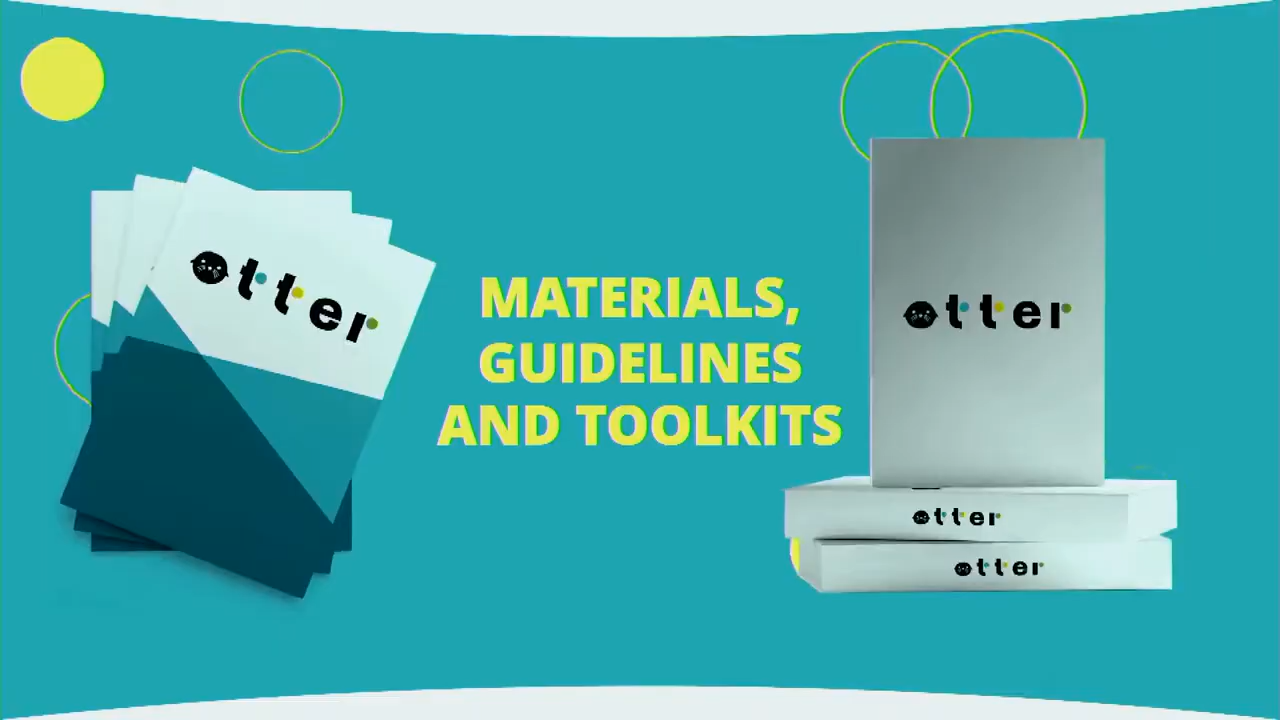 otter
MATERIALS,
GUIDELINES
AND TOOLKITS
otter
otter
otter